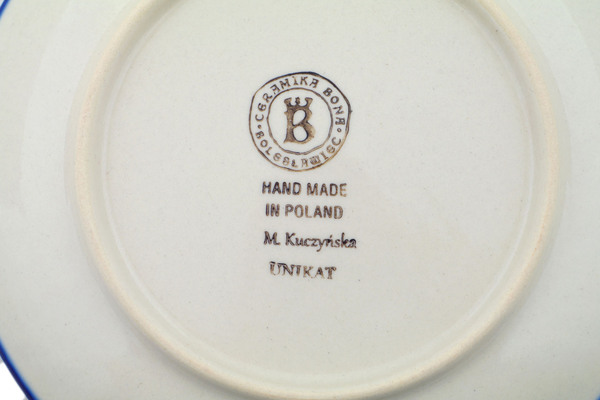 CERAMIKA BONA
BOLESŁAWIEC
B
HAND MADE
IN POLAND
M. Kuczyńska
UNIKAT